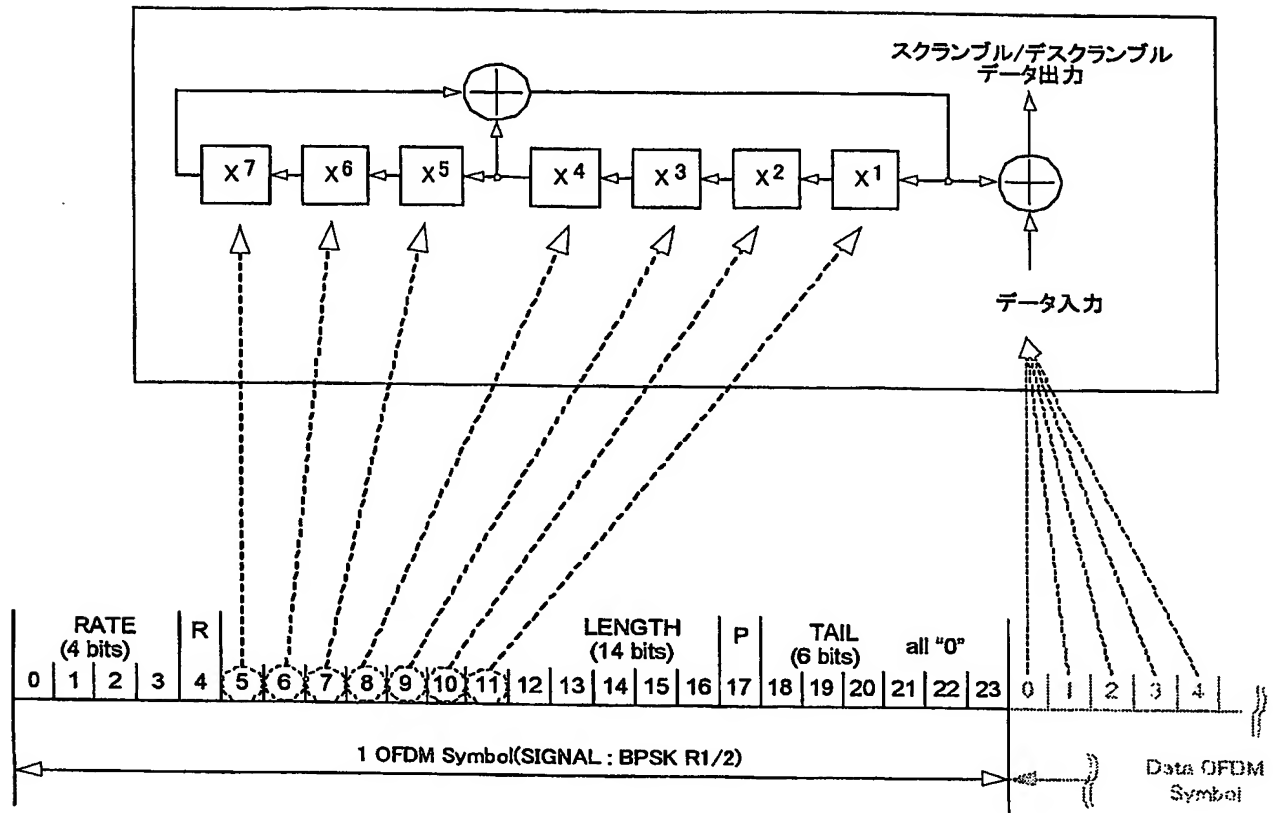 スクランブル/デスクランブル
データ出力
X7 X6 X5 X4 X3 X2 X1
データ入力
RATE
(4 bits)
R
LENGTH
(14 bits)
P
TAIL
(6 bits)
all "0"
0 1 2 3 4 5 6 7 8 9 10 11 12 13 14 15 16 17 18 19 20 21 22 23 0 1 2 3 4
1 OFDM Symbol(SIGNAL : BPSK R1/2)
Data OFDM
Symbol